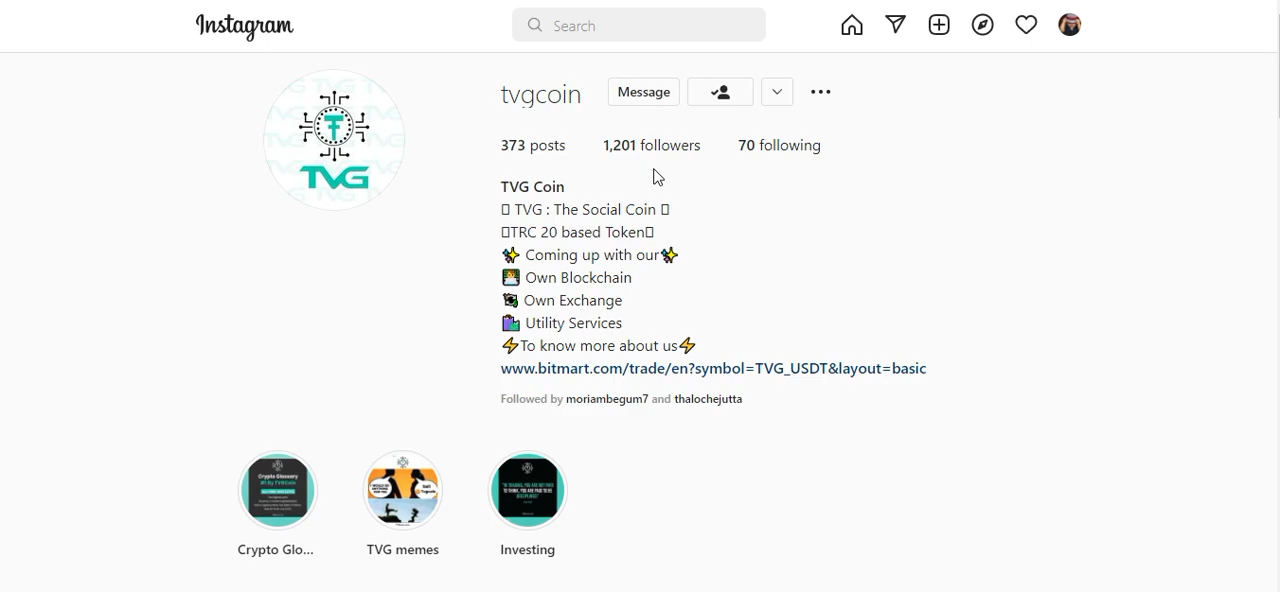 Instagram
Search
tvgcoin
Message
373 posts
1,201 followers
70 following
TVG
TVG Coin
TVG : The Social Coin
TRC 20 based Token
✨ Coming up with our✨
Own Blockchain
Own Exchange
Utility Services
⚡To know more about us⚡
www.bitmart.com/trade/en?symbol=TVG_USDT&layout=basic
Followed by moriambegum7 and thalochejutta
Crypto Glossary
Crypto Glo...
TVG memes
Investing